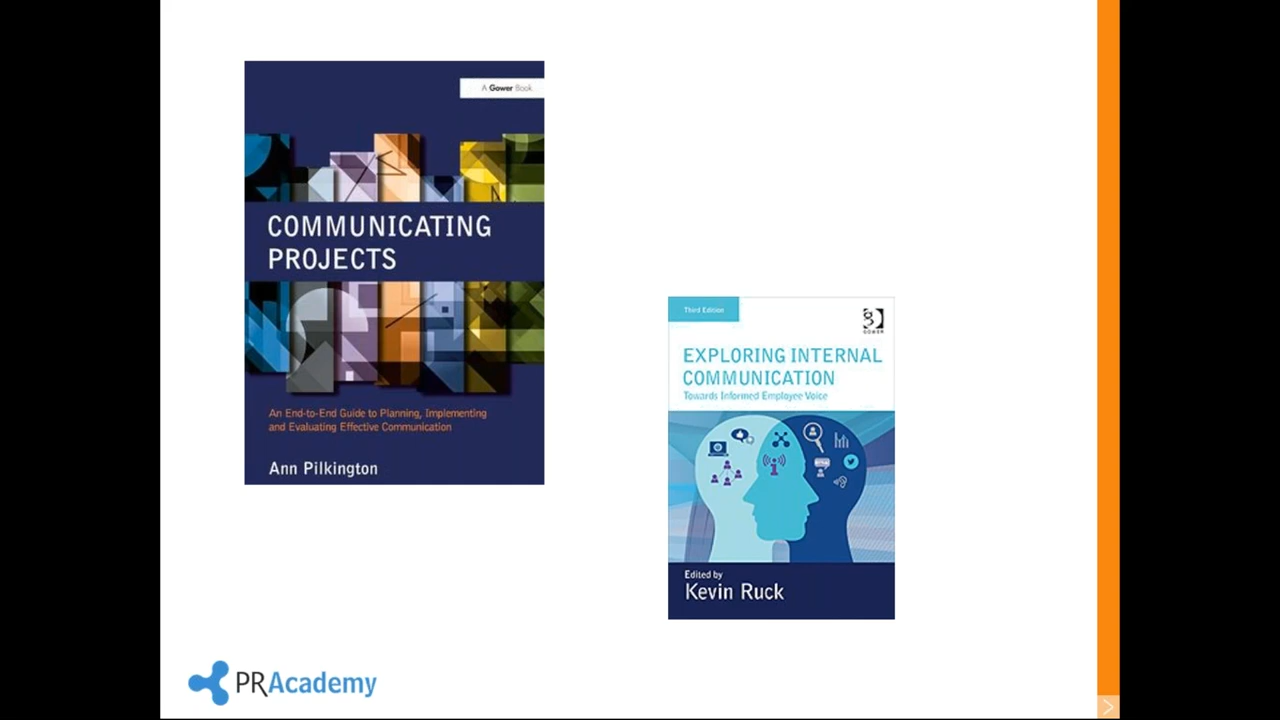 A Gower Book
COMMUNICATING
PROJECTS
An End-to-End Guide to Planning, Implementing
and Evaluating Effective Communication
Ann Pilkington
Third Edition
GOWER
EXPLORING INTERNAL
COMMUNICATION
Towards Informed Employee Voice
Edited by
Kevin Ruck
PRAcademy